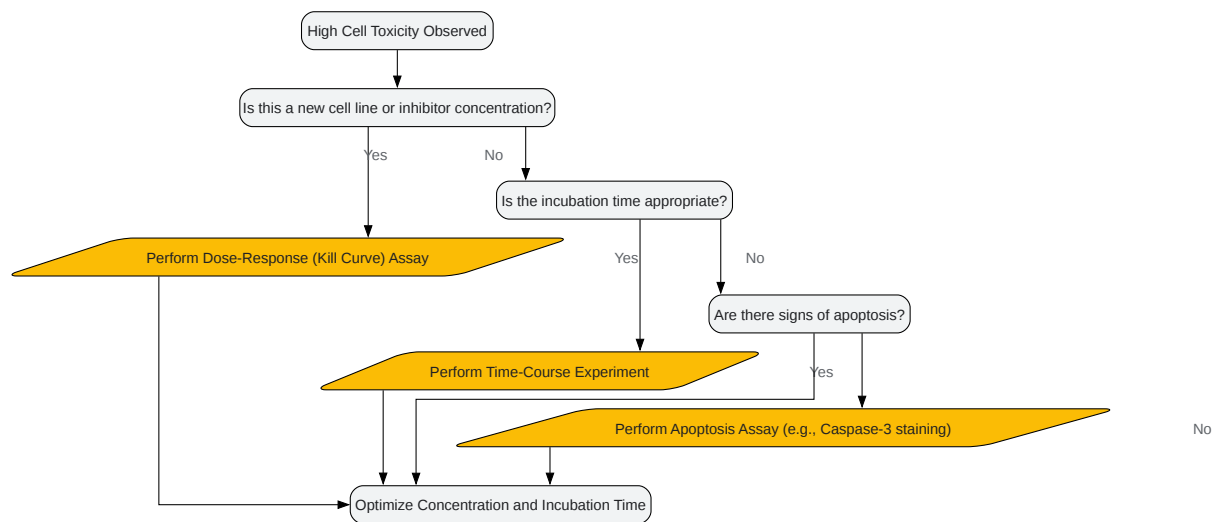 High Cell Toxicity Observed
Is this a new cell line or inhibitor concentration?
Yes
No
Is the incubation time appropriate?
Perform Dose-Response (Kill Curve) Assay
Yes
No
Are there signs of apoptosis?
Perform Time-Course Experiment
Yes
Perform Apoptosis Assay (e.g., Caspase-3 staining)
No
Optimize Concentration and Incubation Time